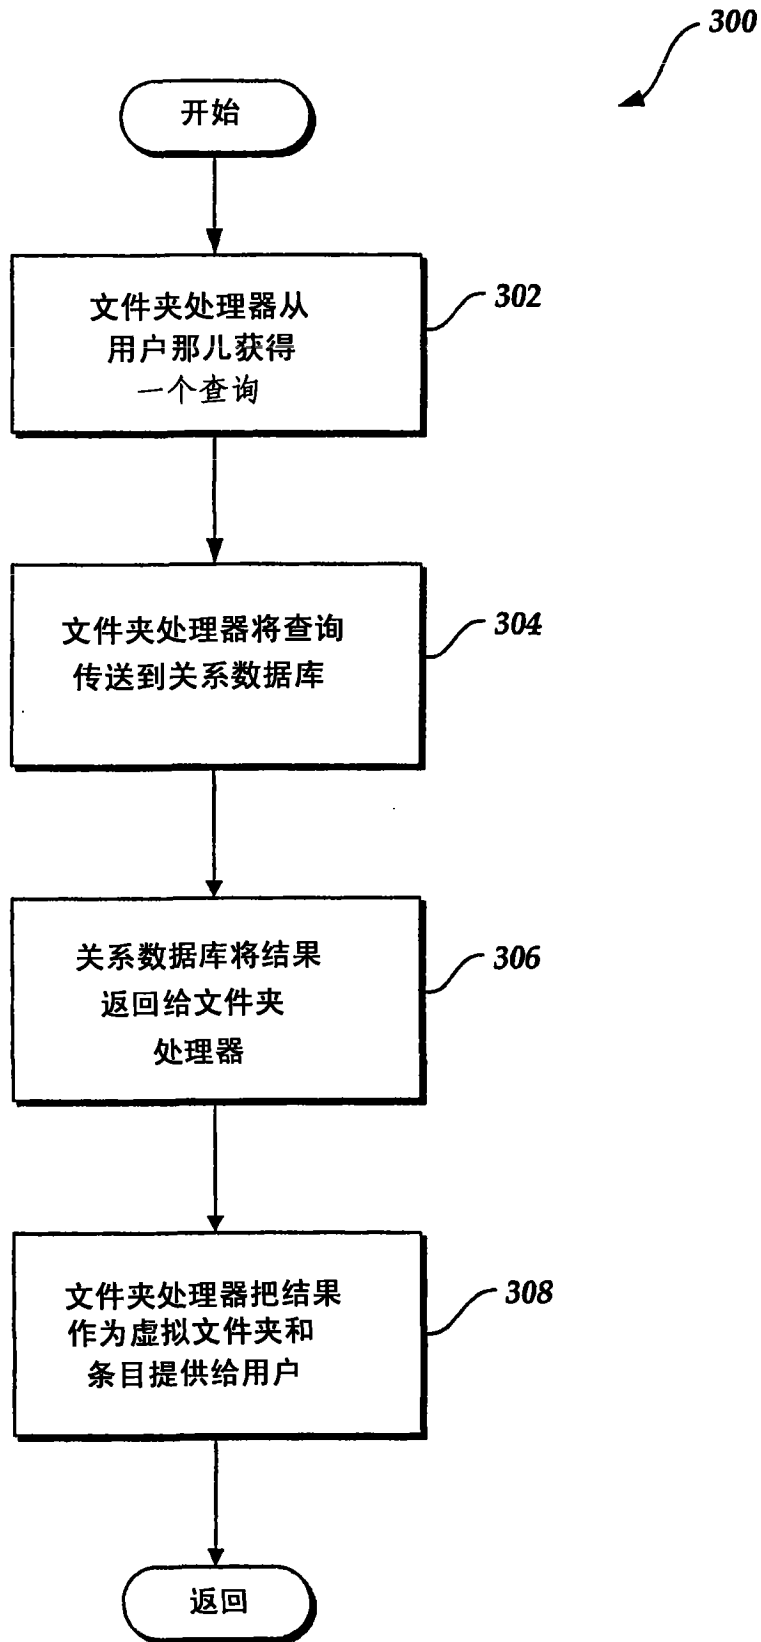 300
开始
文件夹处理器从
用户那儿获得
一个查询
302
文件夹处理器将查询
传送到关系数据库
304
关系数据库将结果
返回给文件夹
处理器
306
文件夹处理器把结果
作为虚拟文件夹和
条目提供给用户
308
返回